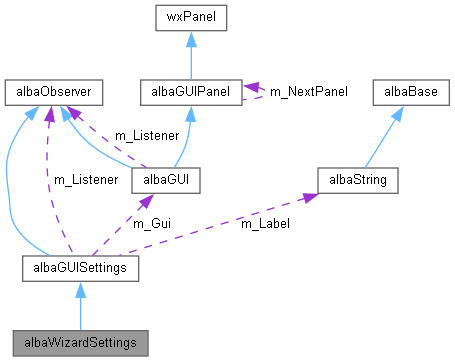 wxPanel
albaObserver
albaGUIPanel
albaBase
m_NextPanel
m_Listener
m_Listener
albaGUI
albaString
m_Gui
m_Label
albaGUISettings
albaWizardSettings